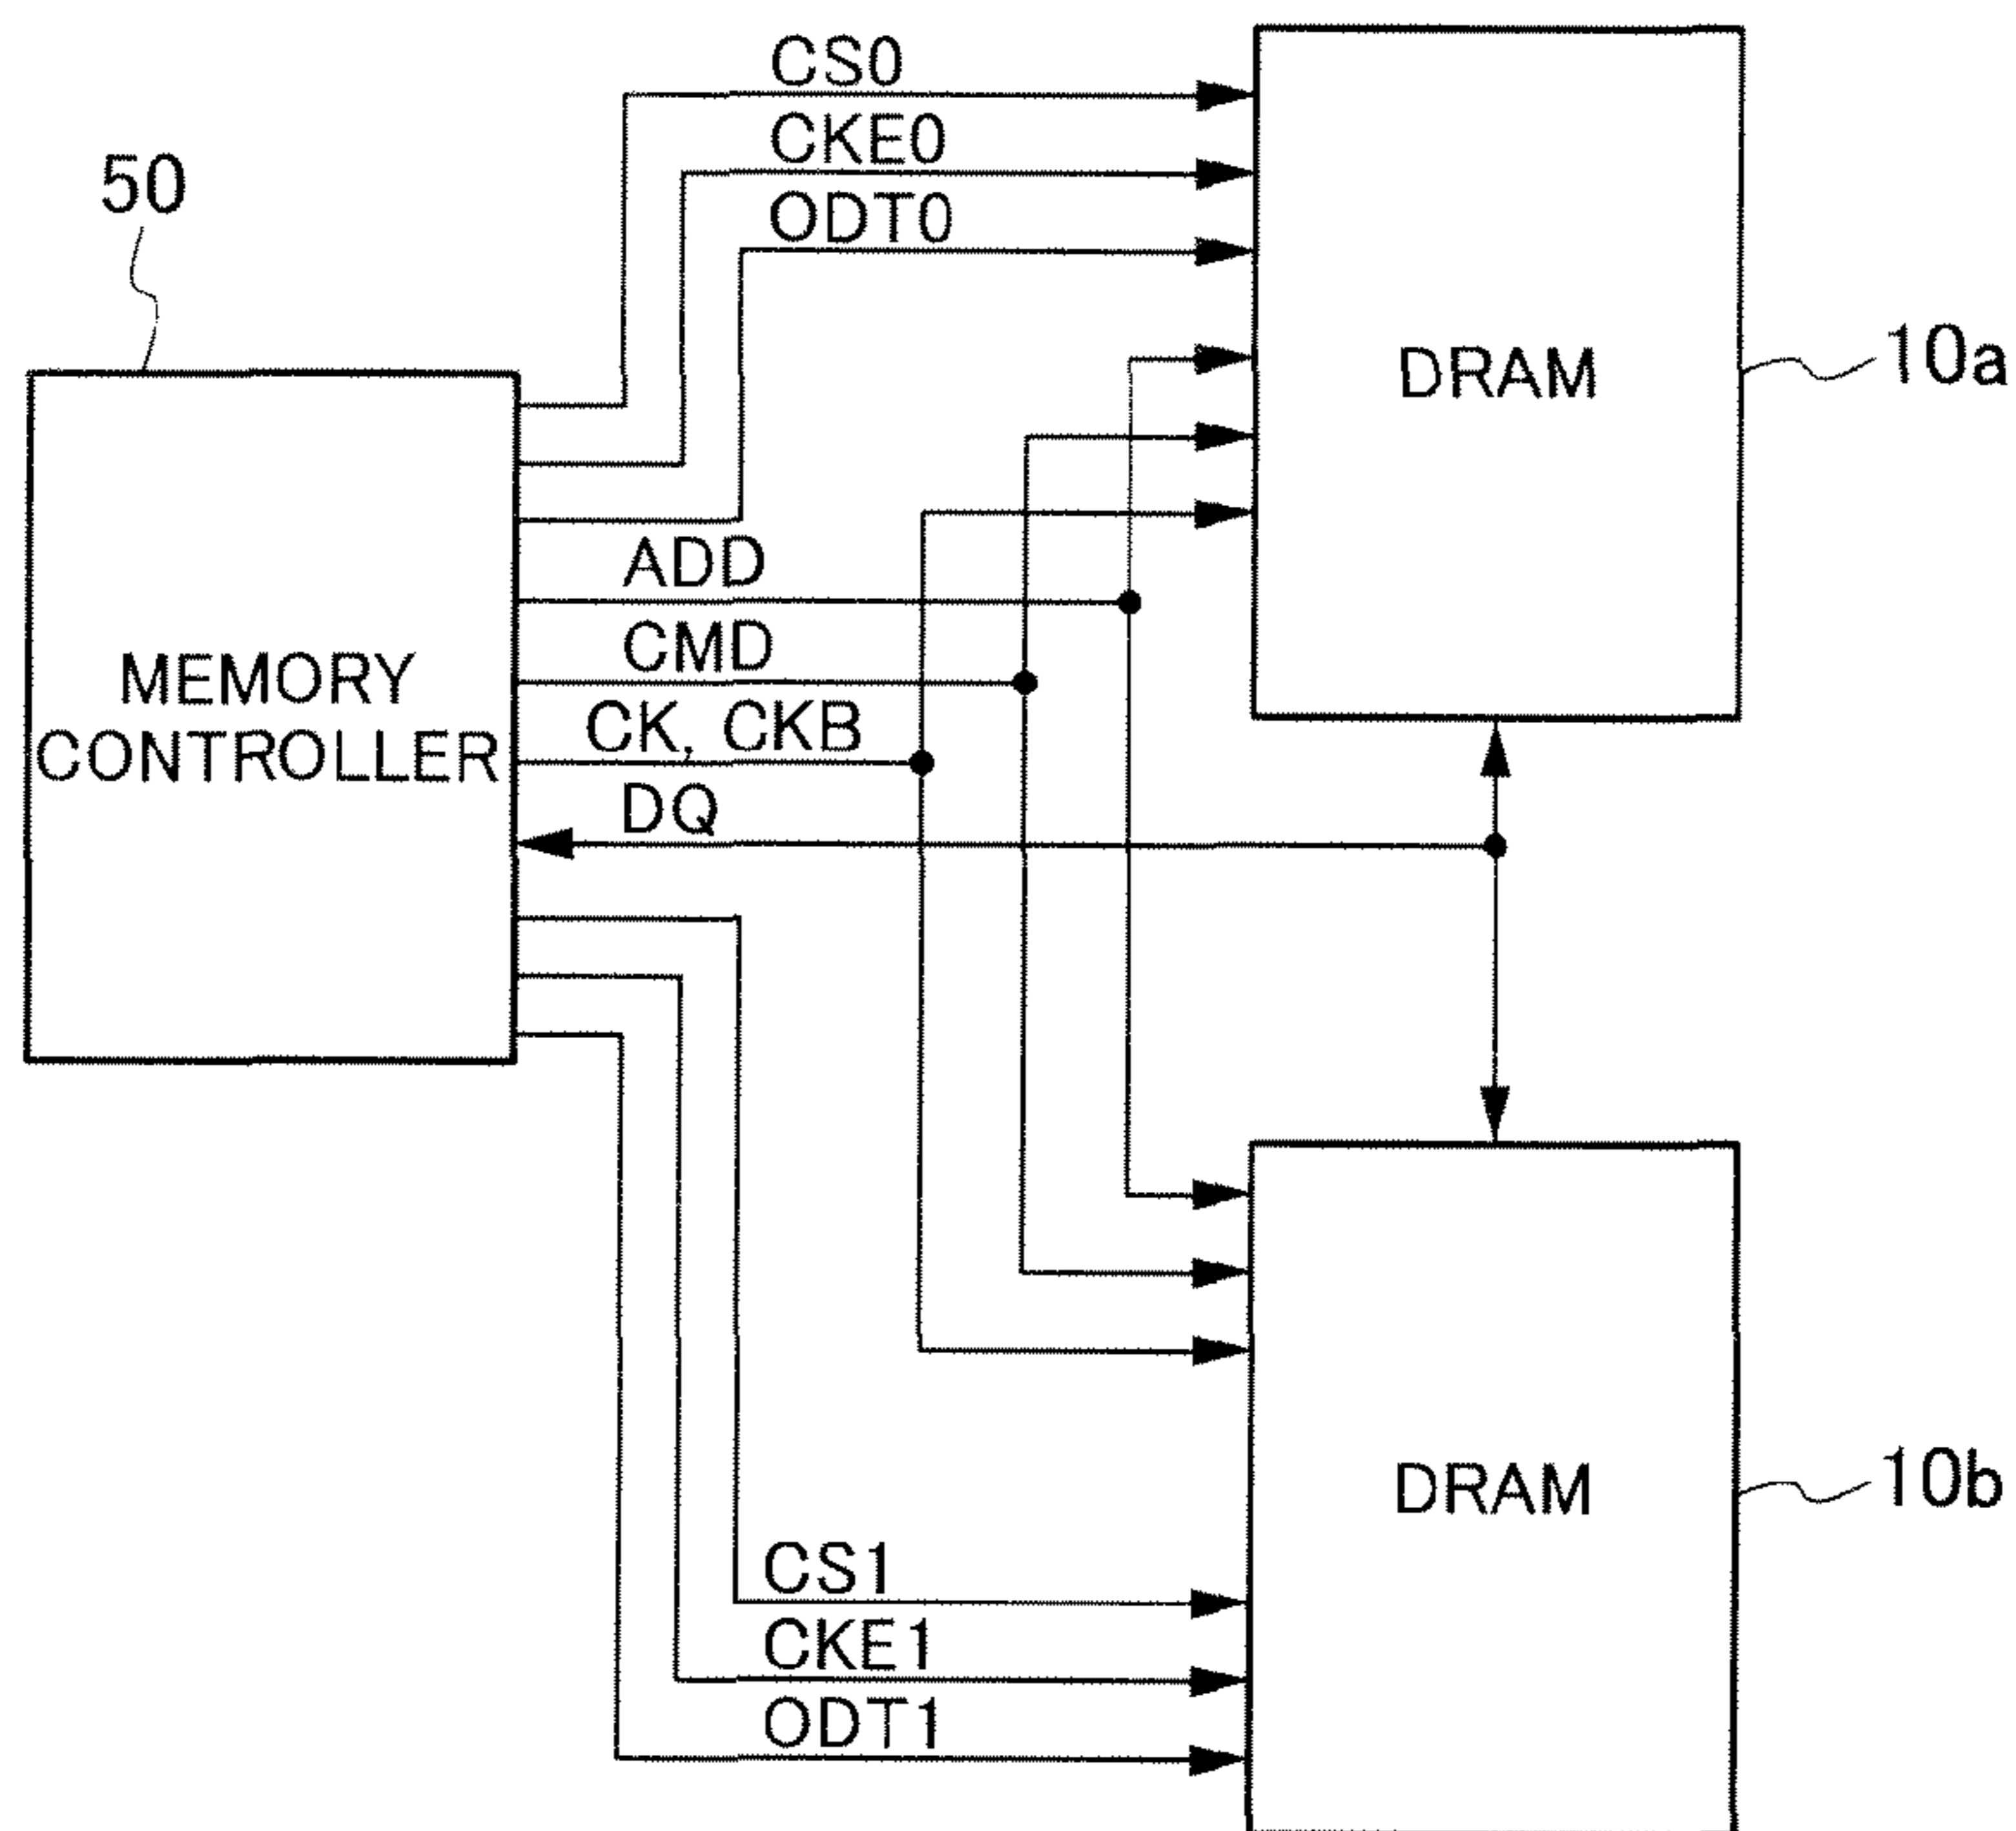 CS0
CKE0
50
ODT0
DRAM
10a
ADD
CMD
MEMORY
CONTROLLER
CK, CKB
DQ
DRAM
10b
CS1
CKE1
ODT1